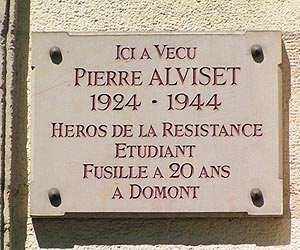 ICI A VECU
PIERRE ALVISET
1924 - 1944
HEROS DE LA RESISTANCE
ETUDIANT
FUSILLE A 20 ANS
A DOMONT